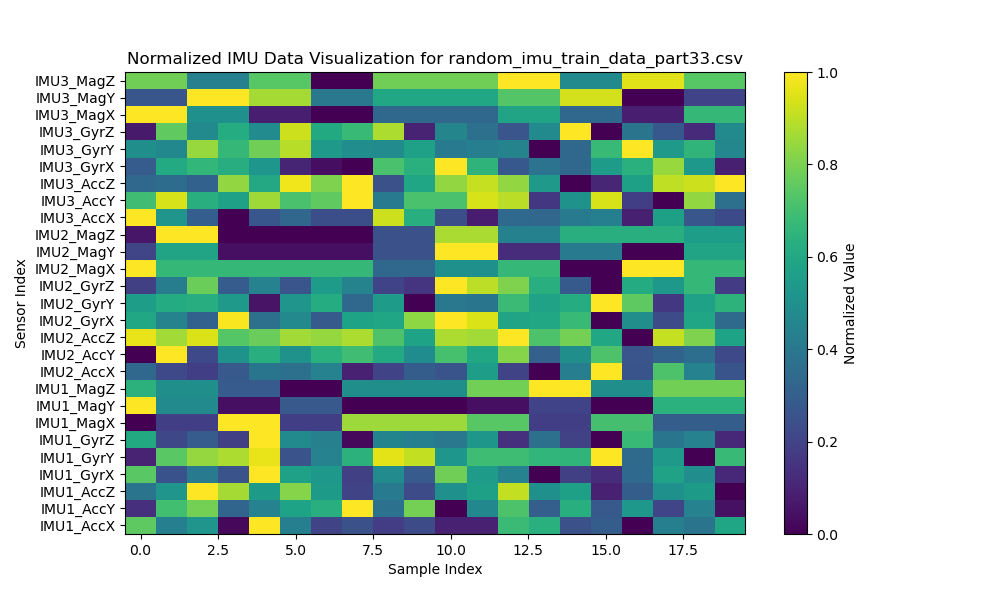 Normalized IMU Data Visualization for random_imu_train_data_part33.csv
IMU3_MagZ
IMU3_MagY
IMU3_MagX
IMU3_GyrZ
IMU3_GyrY
IMU3_GyrX
IMU3_AccZ
IMU3_AccY
IMU3_AccX
IMU2_MagZ
IMU2_MagY
IMU2_MagX
IMU2_GyrZ
IMU2_GyrY
IMU2_GyrX
IMU2_AccZ
IMU2_AccY
IMU2_AccX
IMU1_MagZ
IMU1_MagY
IMU1_MagX
IMU1_GyrZ
IMU1_GyrY
IMU1_GyrX
IMU1_AccZ
IMU1_AccY
IMU1_AccX
Sensor Index
0.0 2.5 5.0 7.5 10.0 12.5 15.0 17.5
Sample Index
1.0
0.8
0.6
0.4
0.2
0.0
Normalized Value